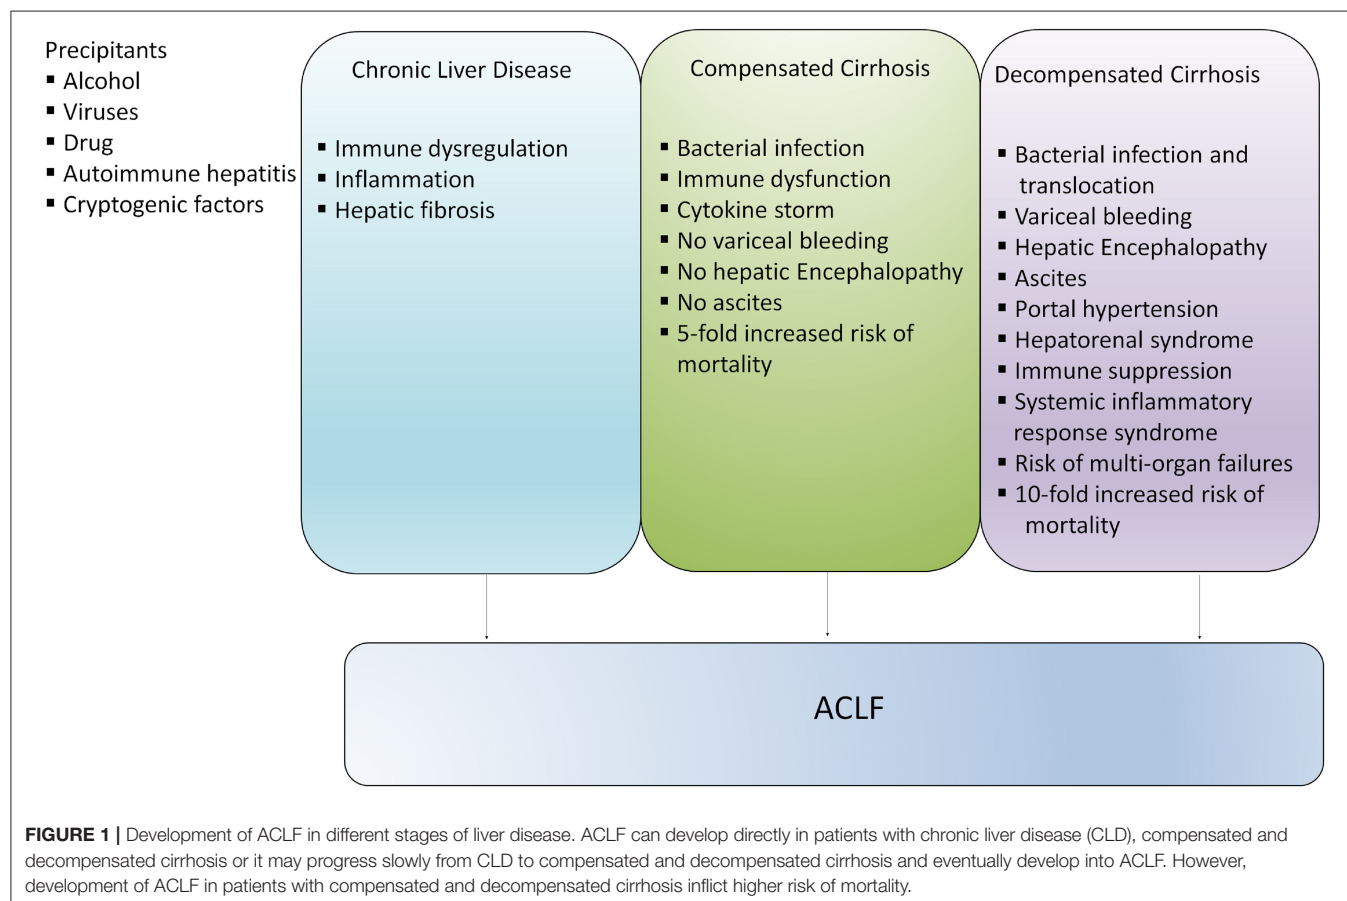 Precipitants
▪ Alcohol
▪ Viruses
▪ Drug
▪ Autoimmune hepatitis
▪ Cryptogenic factors
Chronic Liver Disease
▪ Immune dysregulation
▪ Inflammation
▪ Hepatic fibrosis
Compensated Cirrhosis
▪ Bacterial infection
▪ Immune dysfunction
▪ Cytokine storm
▪ No variceal bleeding
▪ No hepatic Encephalopathy
▪ No ascites
▪ 5-fold increased risk of
mortality
Decompensated Cirrhosis
▪ Bacterial infection and
translocation
▪ Variceal bleeding
▪ Hepatic Encephalopathy
▪ Ascites
▪ Portal hypertension
▪ Hepatorenal syndrome
▪ Immune suppression
▪ Systemic inflammatory
response syndrome
▪ Risk of multi-organ failures
▪ 10-fold increased risk of
mortality
ACLF
FIGURE 1 | Development of ACLF in different stages of liver disease. ACLF can develop directly in patients with chronic liver disease (CLD), compensated and
decompensated cirrhosis or it may progress slowly from CLD to compensated and decompensated cirrhosis and eventually develop into ACLF. However,
development of ACLF in patients with compensated and decompensated cirrhosis inflict higher risk of mortality.